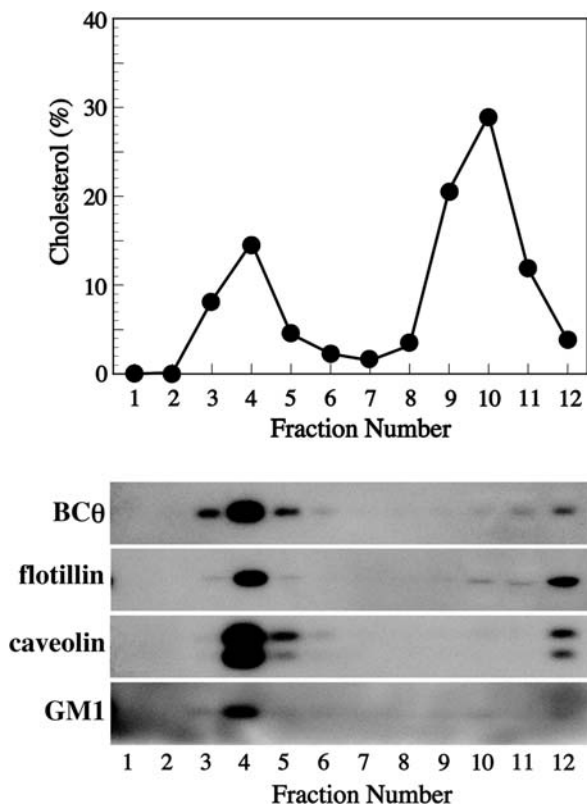 40
30
20
10
0
Cholesterol (%)
1 2 3 4 5 6 7 8 9 10 11 12
Fraction Number
BCθ
flotillin
caveolin
GM1
1 2 3 4 5 6 7 8 9 10 11 12
Fraction Number